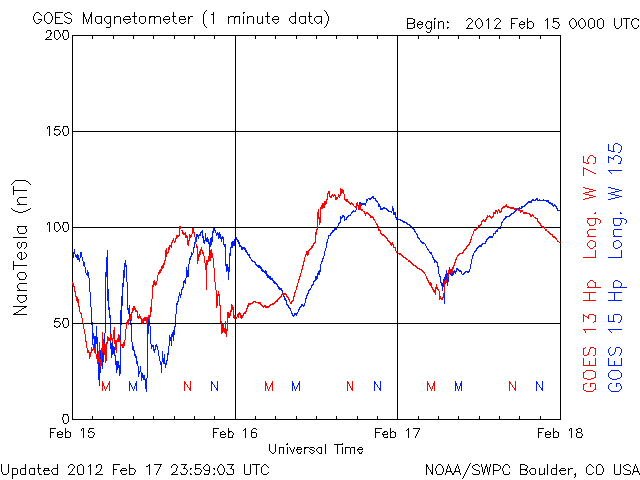 GOES Magnetometer (1 minute data)
Begin: 2012 Feb 15 0000 UTC
200
150
100
50
0
NanoTesla (nT)
M M N N M M N N M M N N
Feb 15 Feb 16 Feb 17 Feb 18
Universal Time
GOES 13 Hp Long. W 75
GOES 15 Hp Long. W 135
Updated 2012 Feb 17 23:59:03 UTC
NOAA/SWPC Boulder, CO USA